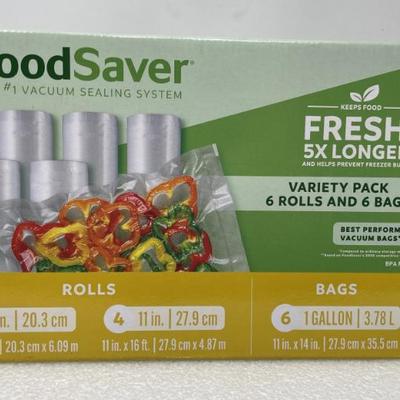 oodSaver®
#1 VACUUM SEALING SYSTEM
KEEPS FOOD
FRESH
5X LONGER
AND HELPS PREVENT FREEZER BU
VARIETY PACK
6 ROLLS AND 6 BAG
BEST PERFORM
VACUUM BAGS
BPA
ROLLS
in. | 20.3 cm
20.3 cm x 6.09 m
4 11 in. | 27.9 cm
11 in. x 16 ft. | 27.9 cm x 4.87 m
BAGS
6 1 GALLON | 3.78 L
11 in. x 14 in. | 27.9 cm x 35.5 cm